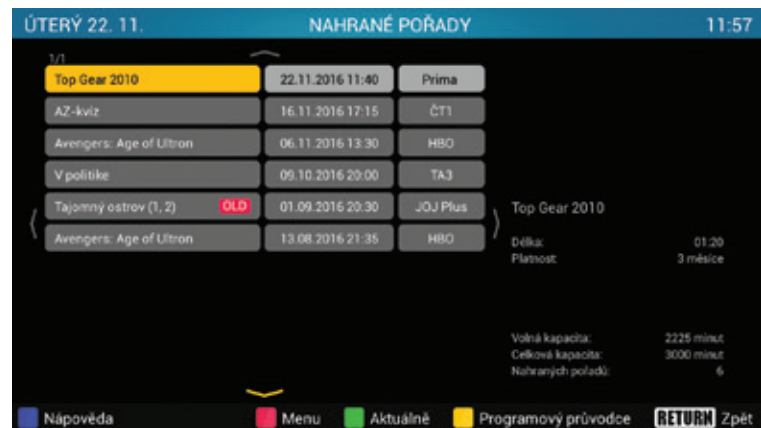 ÚTERÝ 22. 11. NAHRANÉ POŘADY 11:57
1/1
Top Gear 2010 22.11.2016 11:40 Prima
AZ-kvíz 16.11.2016 17:15 ČT1
Avengers: Age of Ultron 06.11.2016 13:30 HBO
V politike 09.10.2016 20:00 TA3
Tajomný ostrov (1, 2) OLD 01.09.2016 20:30 JOJ Plus
Avengers: Age of Ultron 13.08.2016 21:35 HBO
Top Gear 2010
Délka: 01:20
Platnost: 3 měsíce
Volná kapacita: 2225 minut
Celková kapacita: 3000 minut
Nahraných pořadů: 6
Nápověda Menu Aktuálně Programový průvodce RETURN Zpět